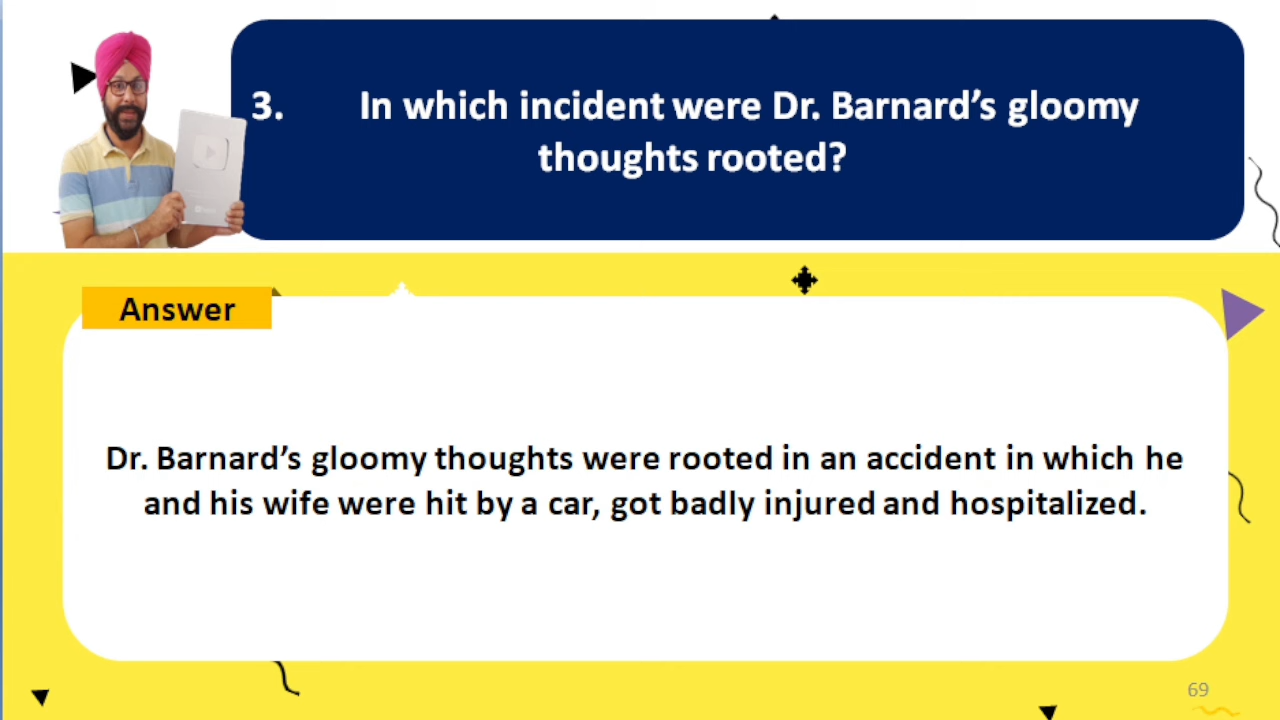 3. In which incident were Dr. Barnard's gloomy
thoughts rooted?
Answer
Dr. Barnard's gloomy thoughts were rooted in an accident in which he
and his wife were hit by a car, got badly injured and hospitalized.
69